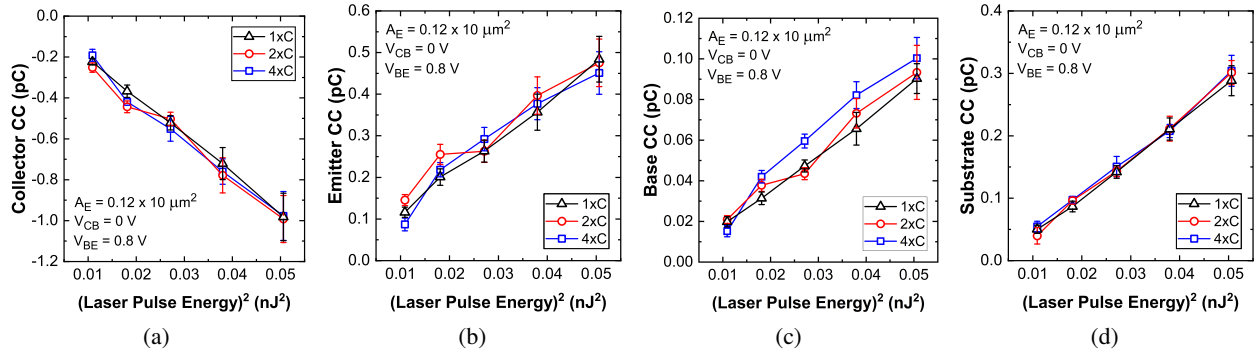 0.0
-0.2
-0.4
-0.6
-0.8
-1.0
-1.2
Collector CC (pC)
1xC
2xC
4xC
A_E = 0.12 x 10 μm²
V_CB = 0 V
V_BE = 0.8 V
0.01 0.02 0.03 0.04 0.05
(Laser Pulse Energy)² (nJ²)
(a)
0.6
0.5
0.4
0.3
0.2
0.1
0.0
Emitter CC (pC)
A_E = 0.12 x 10 μm²
V_CB = 0 V
V_BE = 0.8 V
1xC
2xC
4xC
0.01 0.02 0.03 0.04 0.05
(Laser Pulse Energy)² (nJ²)
(b)
0.12
0.10
0.08
0.06
0.04
0.02
0.00
Base CC (pC)
A_E = 0.12 x 10 μm²
V_CB = 0 V
V_BE = 0.8 V
1xC
2xC
4xC
0.01 0.02 0.03 0.04 0.05
(Laser Pulse Energy)² (nJ²)
(c)
0.4
0.3
0.2
0.1
0.0
Substrate CC (pC)
A_E = 0.12 x 10 μm²
V_CB = 0 V
V_BE = 0.8 V
1xC
2xC
4xC
0.01 0.02 0.03 0.04 0.05
(Laser Pulse Energy)² (nJ²)
(d)